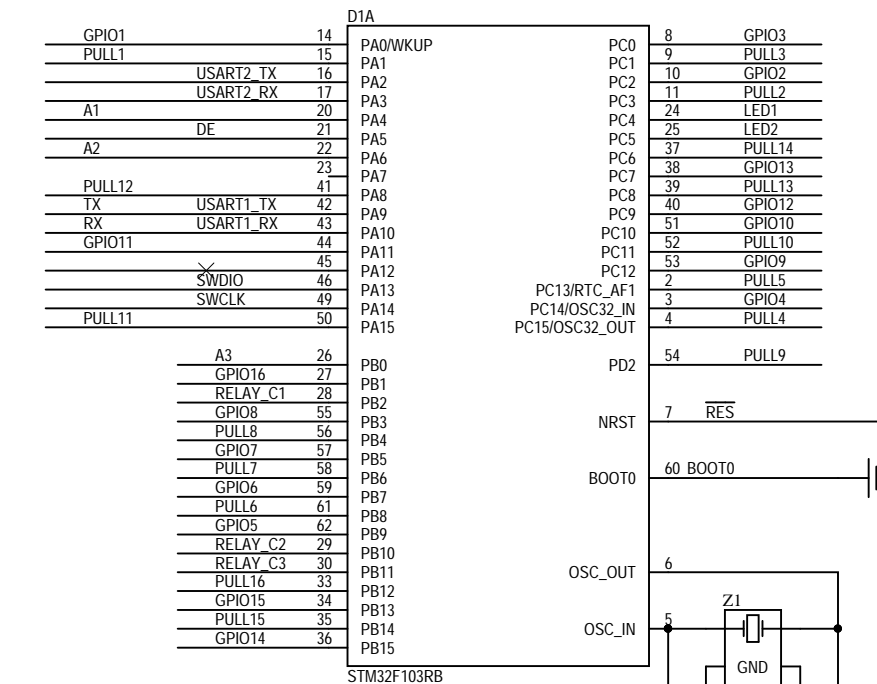 D1A
GPIO1 14 PA0/WKUP PC0 8 GPIO3
PULL1 15 PA1 PC1 9 PULL3
USART2_TX 16 PA2 PC2 10 GPIO2
USART2_RX 17 PA3 PC3 11 PULL2
A1 20 PA4 PC4 24 LED1
DE 21 PA5 PC5 25 LED2
A2 22 PA6 PC6 37 PULL14
23 PA7 PC7 38 GPIO13
PULL12 41 PA8 PC8 39 PULL13
TX USART1_TX 42 PA9 PC9 40 GPIO12
RX USART1_RX 43 PA10 PC10 51 GPIO10
GPIO11 44 PA11 PC11 52 PULL10
45 PA12 PC12 53 GPIO9
SWDIO 46 PA13 PC13/RTC_AF1 2 PULL5
SWCLK 49 PA14 PC14/OSC32_IN 3 GPIO4
PULL11 50 PA15 PC15/OSC32_OUT 4 PULL4
A3 26 PB0 PD2 54 PULL9
GPIO16 27 PB1
RELAY_C1 28 PB2
GPIO8 55 PB3 NRST 7 RES
PULL8 56 PB4
GPIO7 57 PB5
PULL7 58 PB6 BOOT0 60 BOOT0
GPIO6 59 PB7
PULL6 61 PB8
GPIO5 62 PB9
RELAY_C2 29 PB10
RELAY_C3 30 PB11 OSC_OUT 6
PULL16 33 PB12
GPIO15 34 PB13 Z1
PULL15 35 PB14 OSC_IN 5
GPIO14 36 PB15
GND
STM32F103RB